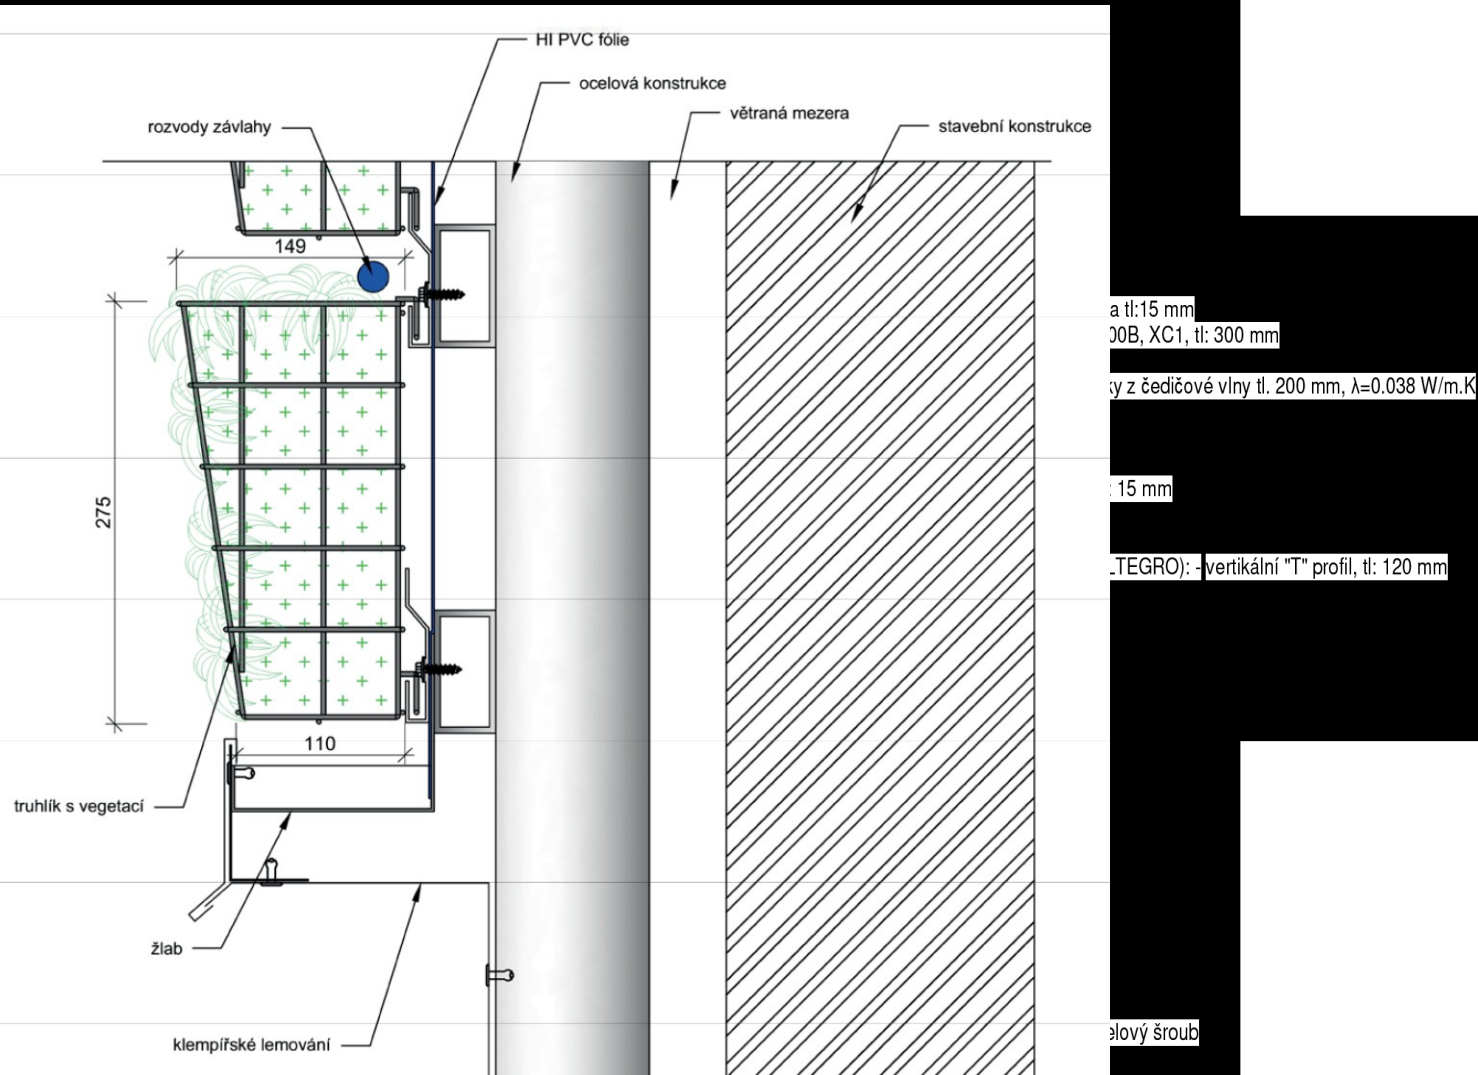 HI PVC fólie
ocelová konstrukce
větraná mezera
stavební konstrukce
rozvody závlahy
149
275
110
truhlík s vegetací
žlab
klempířské lemování
a tl:15 mm
00B, XC1, tl: 300 mm
ky z čedičové vlny tl. 200 mm, λ=0.038 W/m.K
: 15 mm
LTEGRO): - vertikální "T" profil, tl: 120 mm
elový šroub